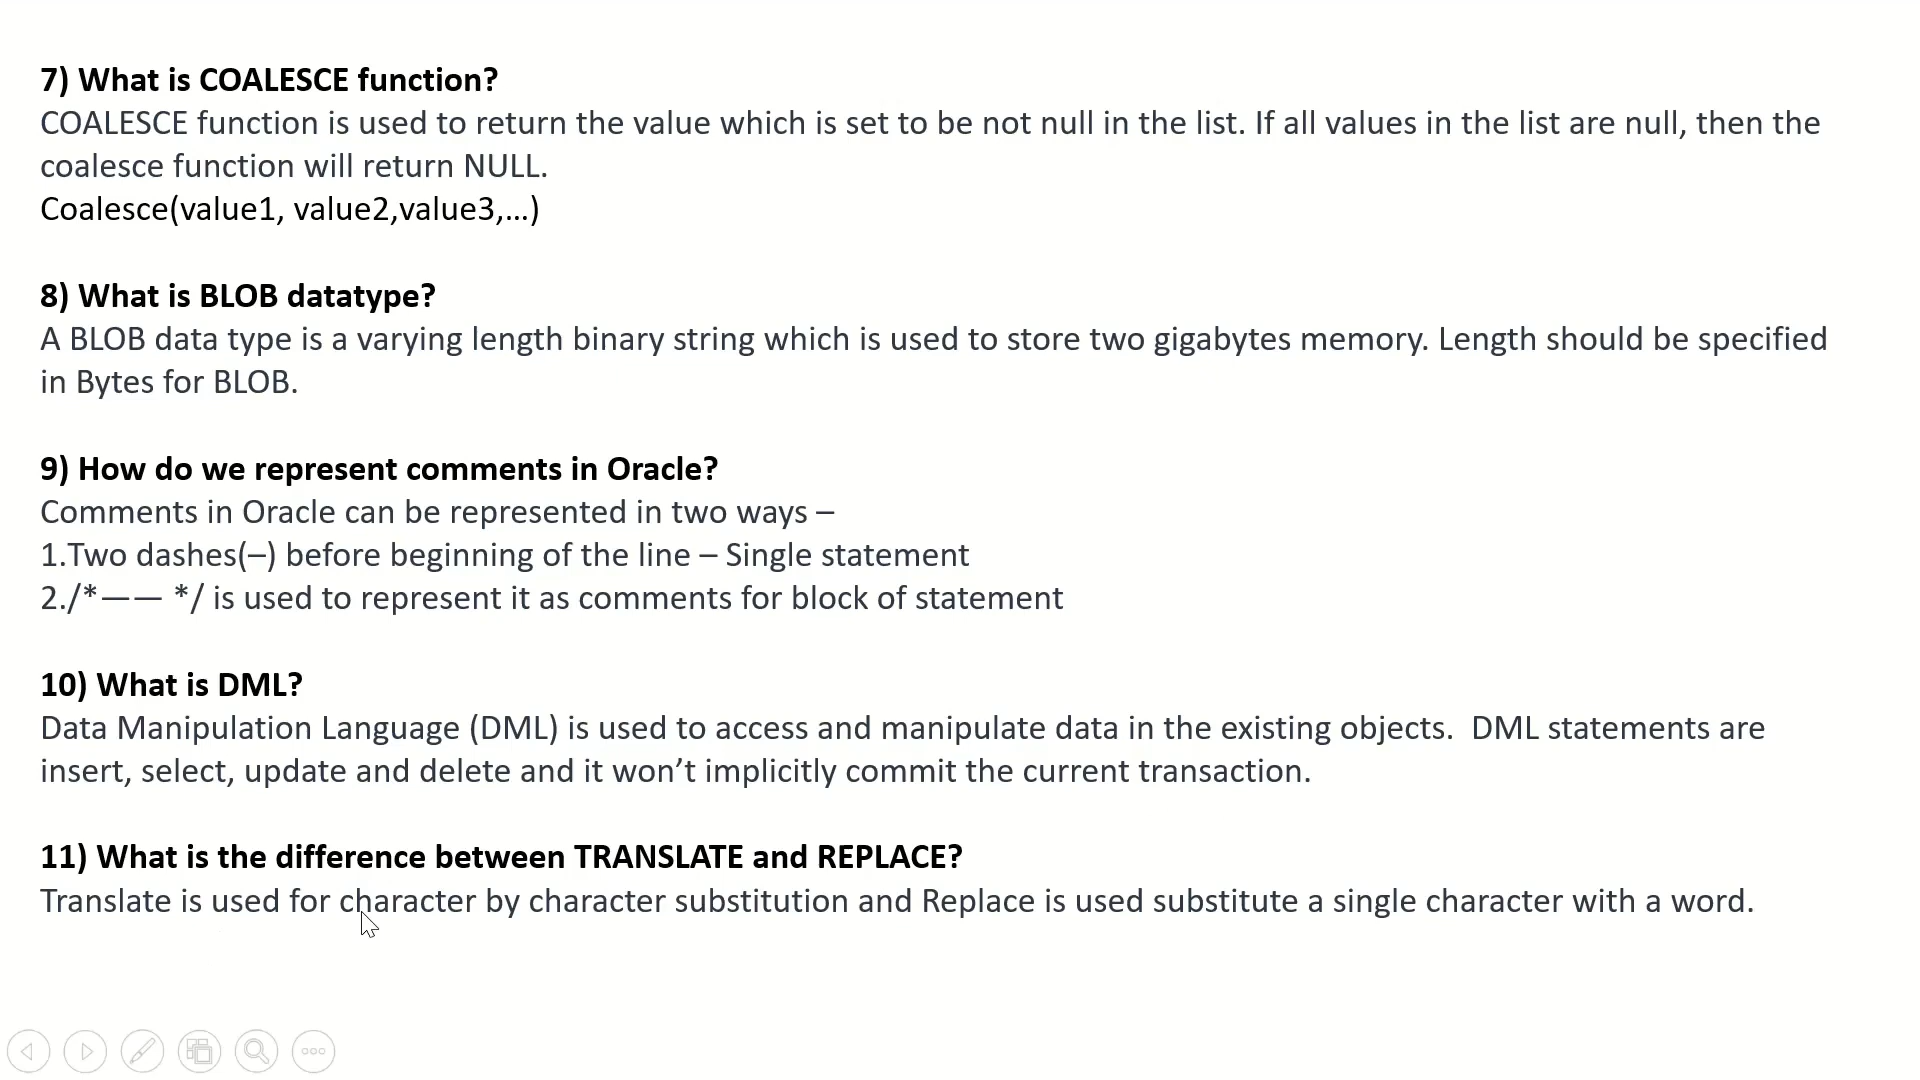 7) What is COALESCE function?
COALESCE function is used to return the value which is set to be not null in the list. If all values in the list are null, then the
coalesce function will return NULL.
Coalesce(value1, value2,value3,…)
8) What is BLOB datatype?
A BLOB data type is a varying length binary string which is used to store two gigabytes memory. Length should be specified
in Bytes for BLOB.
9) How do we represent comments in Oracle?
Comments in Oracle can be represented in two ways –
1.Two dashes(–) before beginning of the line – Single statement
2./*—— */ is used to represent it as comments for block of statement
10) What is DML?
Data Manipulation Language (DML) is used to access and manipulate data in the existing objects.  DML statements are
insert, select, update and delete and it won’t implicitly commit the current transaction.
11) What is the difference between TRANSLATE and REPLACE?
Translate is used for character by character substitution and Replace is used substitute a single character with a word.